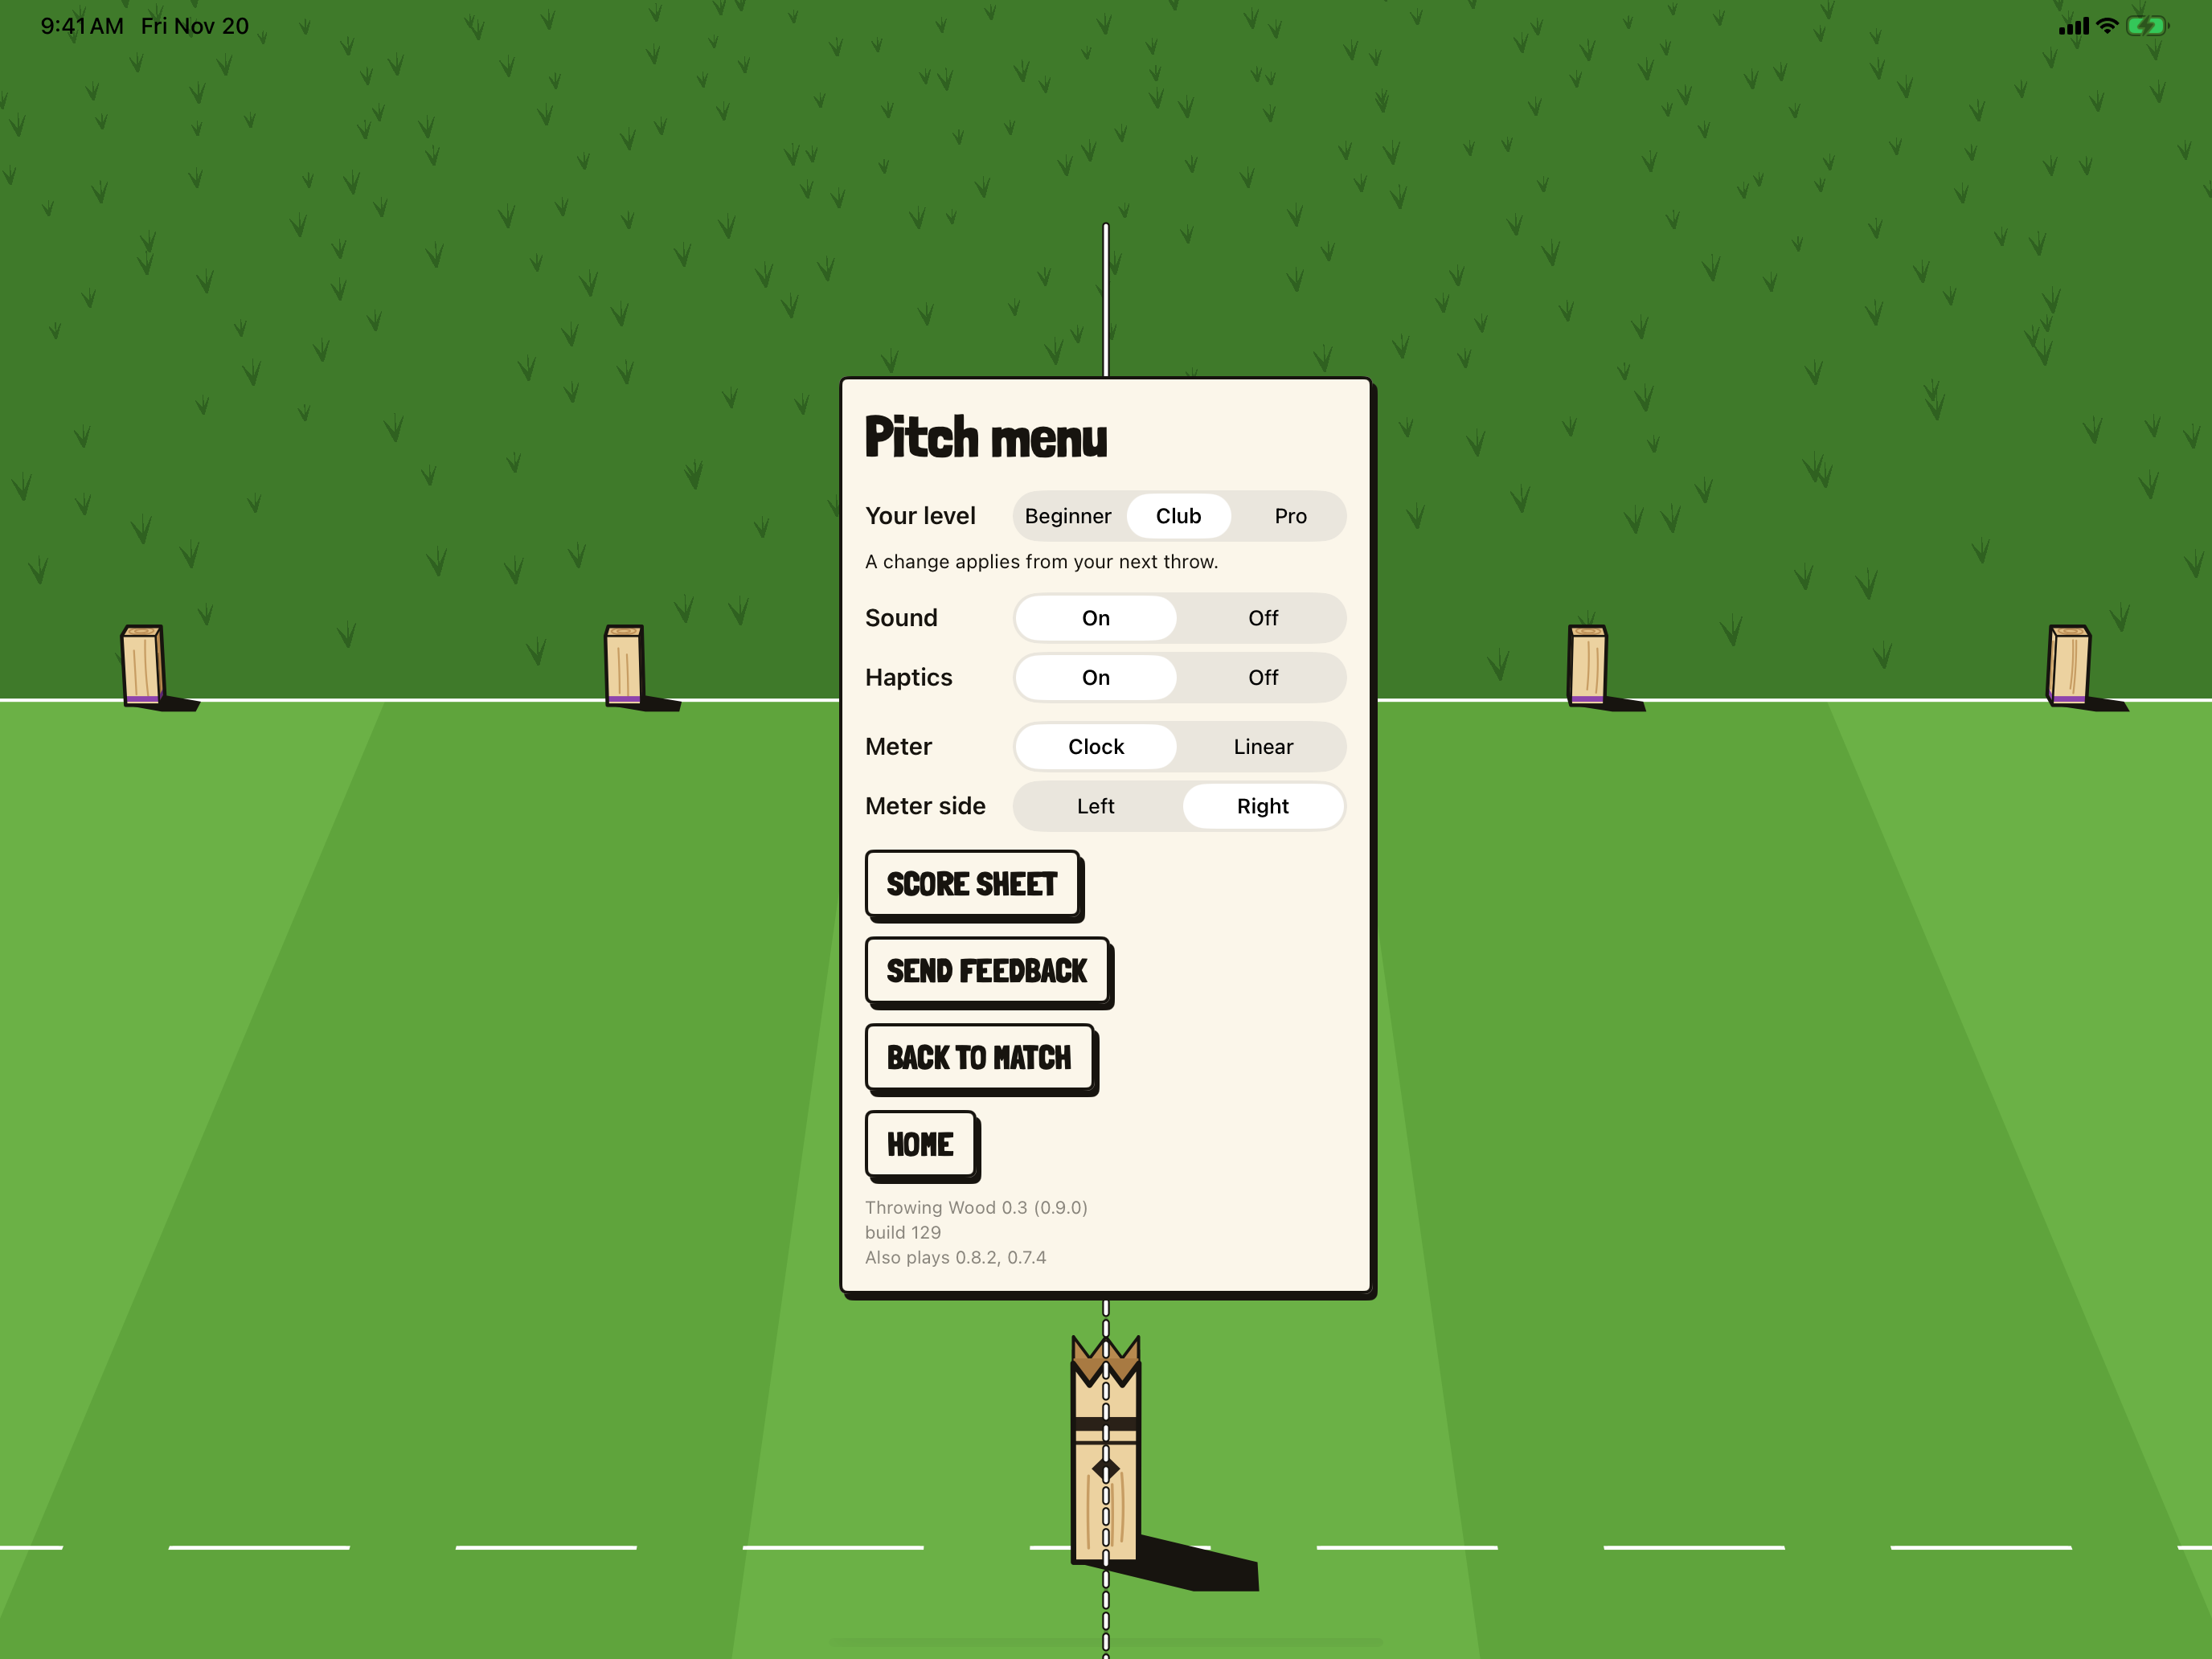 9:41 AM Fri Nov 20
Pitch menu
Your level Beginner Club Pro
A change applies from your next throw.
Sound On Off
Haptics On Off
Meter Clock Linear
Meter side Left Right
SCORE SHEET
SEND FEEDBACK
BACK TO MATCH
HOME
Throwing Wood 0.3 (0.9.0)
build 129
Also plays 0.8.2, 0.7.4